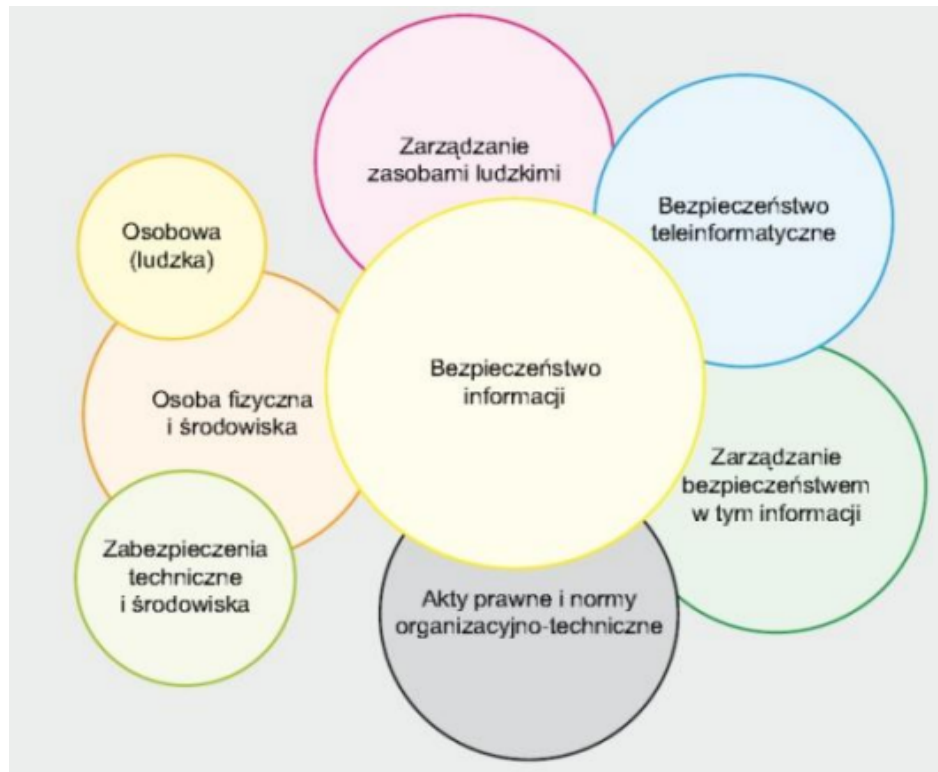 Zarządzanie
zasobami ludzkimi
Bezpieczeństwo
teleinformatyczne
Osobowa
(ludzka)
Bezpieczeństwo
informacji
Osoba fizyczna
i środowiska
Zarządzanie
bezpieczeństwem
w tym informacji
Zabezpieczenia
techniczne
i środowiska
Akty prawne i normy
organizacyjno-techniczne